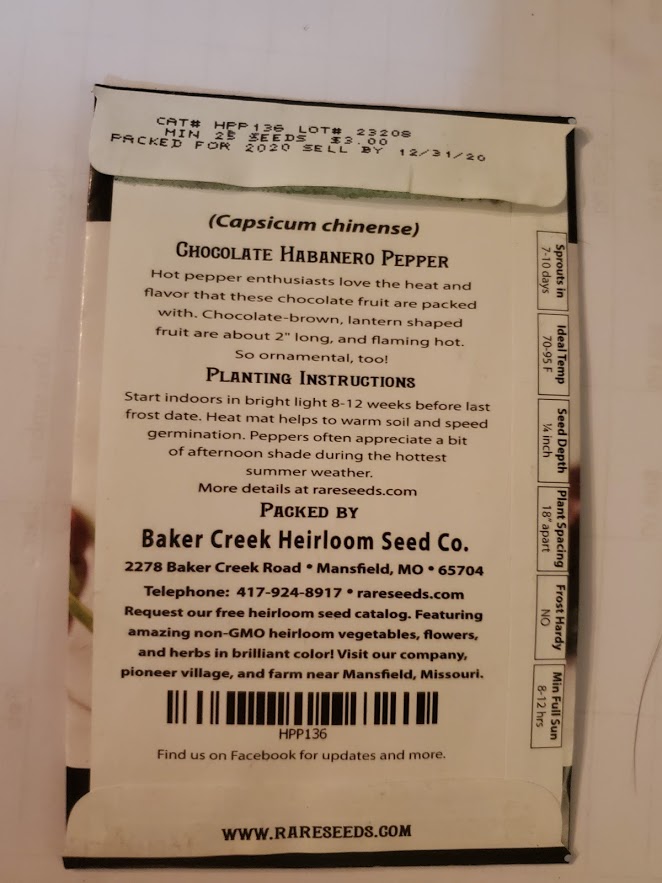 CAT# HPP136 LOT# 23208
MIN 25 SEEDS $3.00
PACKED FOR 2020 SELL BY 12/31/20
(Capsicum chinense)
CHOCOLATE HABANERO PEPPER
Hot pepper enthusiasts love the heat and
flavor that these chocolate fruit are packed
with. Chocolate-brown, lantern shaped
fruit are about 2" long, and flaming hot.
So ornamental, too!
PLANTING INSTRUCTIONS
Start indoors in bright light 8-12 weeks before last
frost date. Heat mat helps to warm soil and speed
germination. Peppers often appreciate a bit
of afternoon shade during the hottest
summer weather.
More details at rareseeds.com
PACKED BY
Baker Creek Heirloom Seed Co.
2278 Baker Creek Road • Mansfield, MO • 65704
Telephone: 417-924-8917 • rareseeds.com
Request our free heirloom seed catalog. Featuring
amazing non-GMO heirloom vegetables, flowers,
and herbs in brilliant color! Visit our company,
pioneer village, and farm near Mansfield, Missouri.
HPP136
Find us on Facebook for updates and more.
WWW.RARESEEDS.COM
Sprouts in
7-10 days
Ideal Temp
70-95 F
Seed Depth
¼ inch
Plant Spacing
18" apart
Frost Hardy
NO
Min Full Sun
8-12 hrs